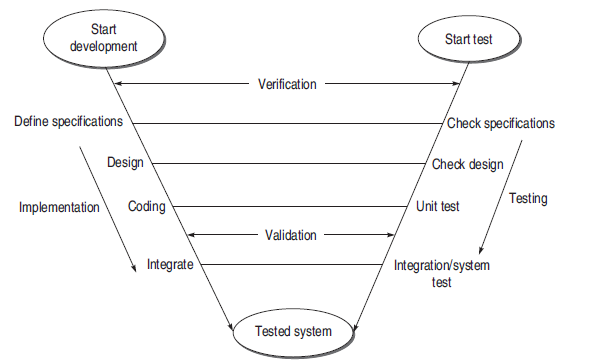 Start
development
Start test
Verification
Define specifications
Check specifications
Design
Check design
Implementation
Coding
Unit test
Testing
Validation
Integrate
Integration/system
test
Tested system